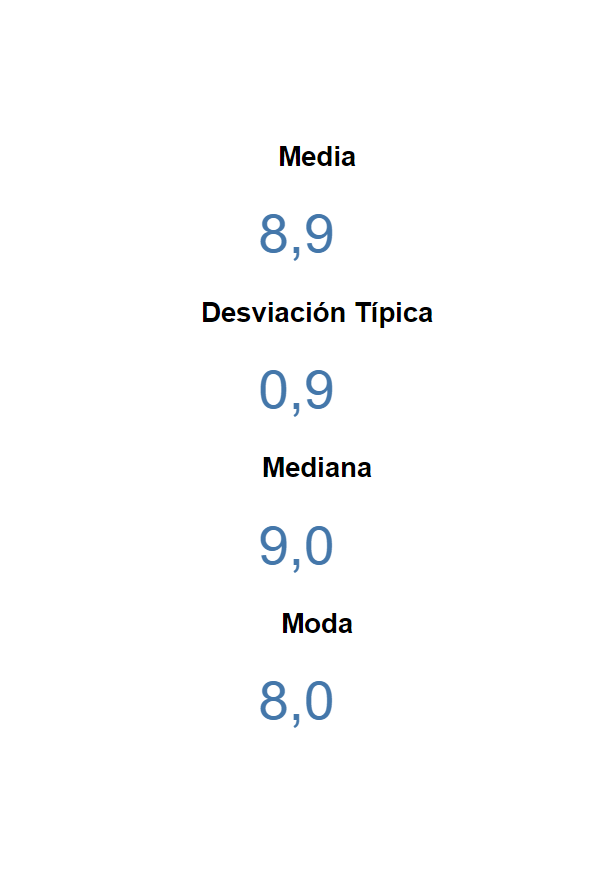 Media
8,9
Desviación Típica
0,9
Mediana
9,0
Moda
8,0